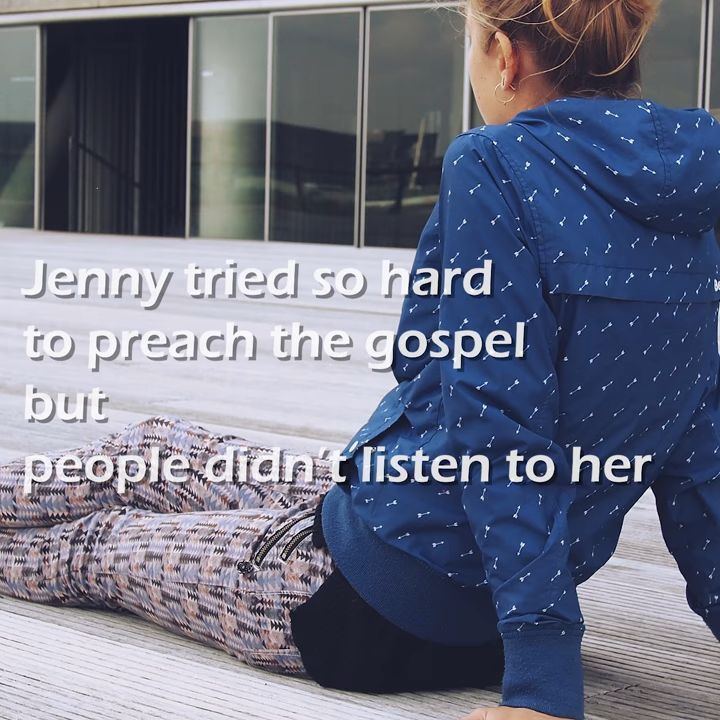 Jenny tried so hard
to preach the gospel
but
people didn't listen to her